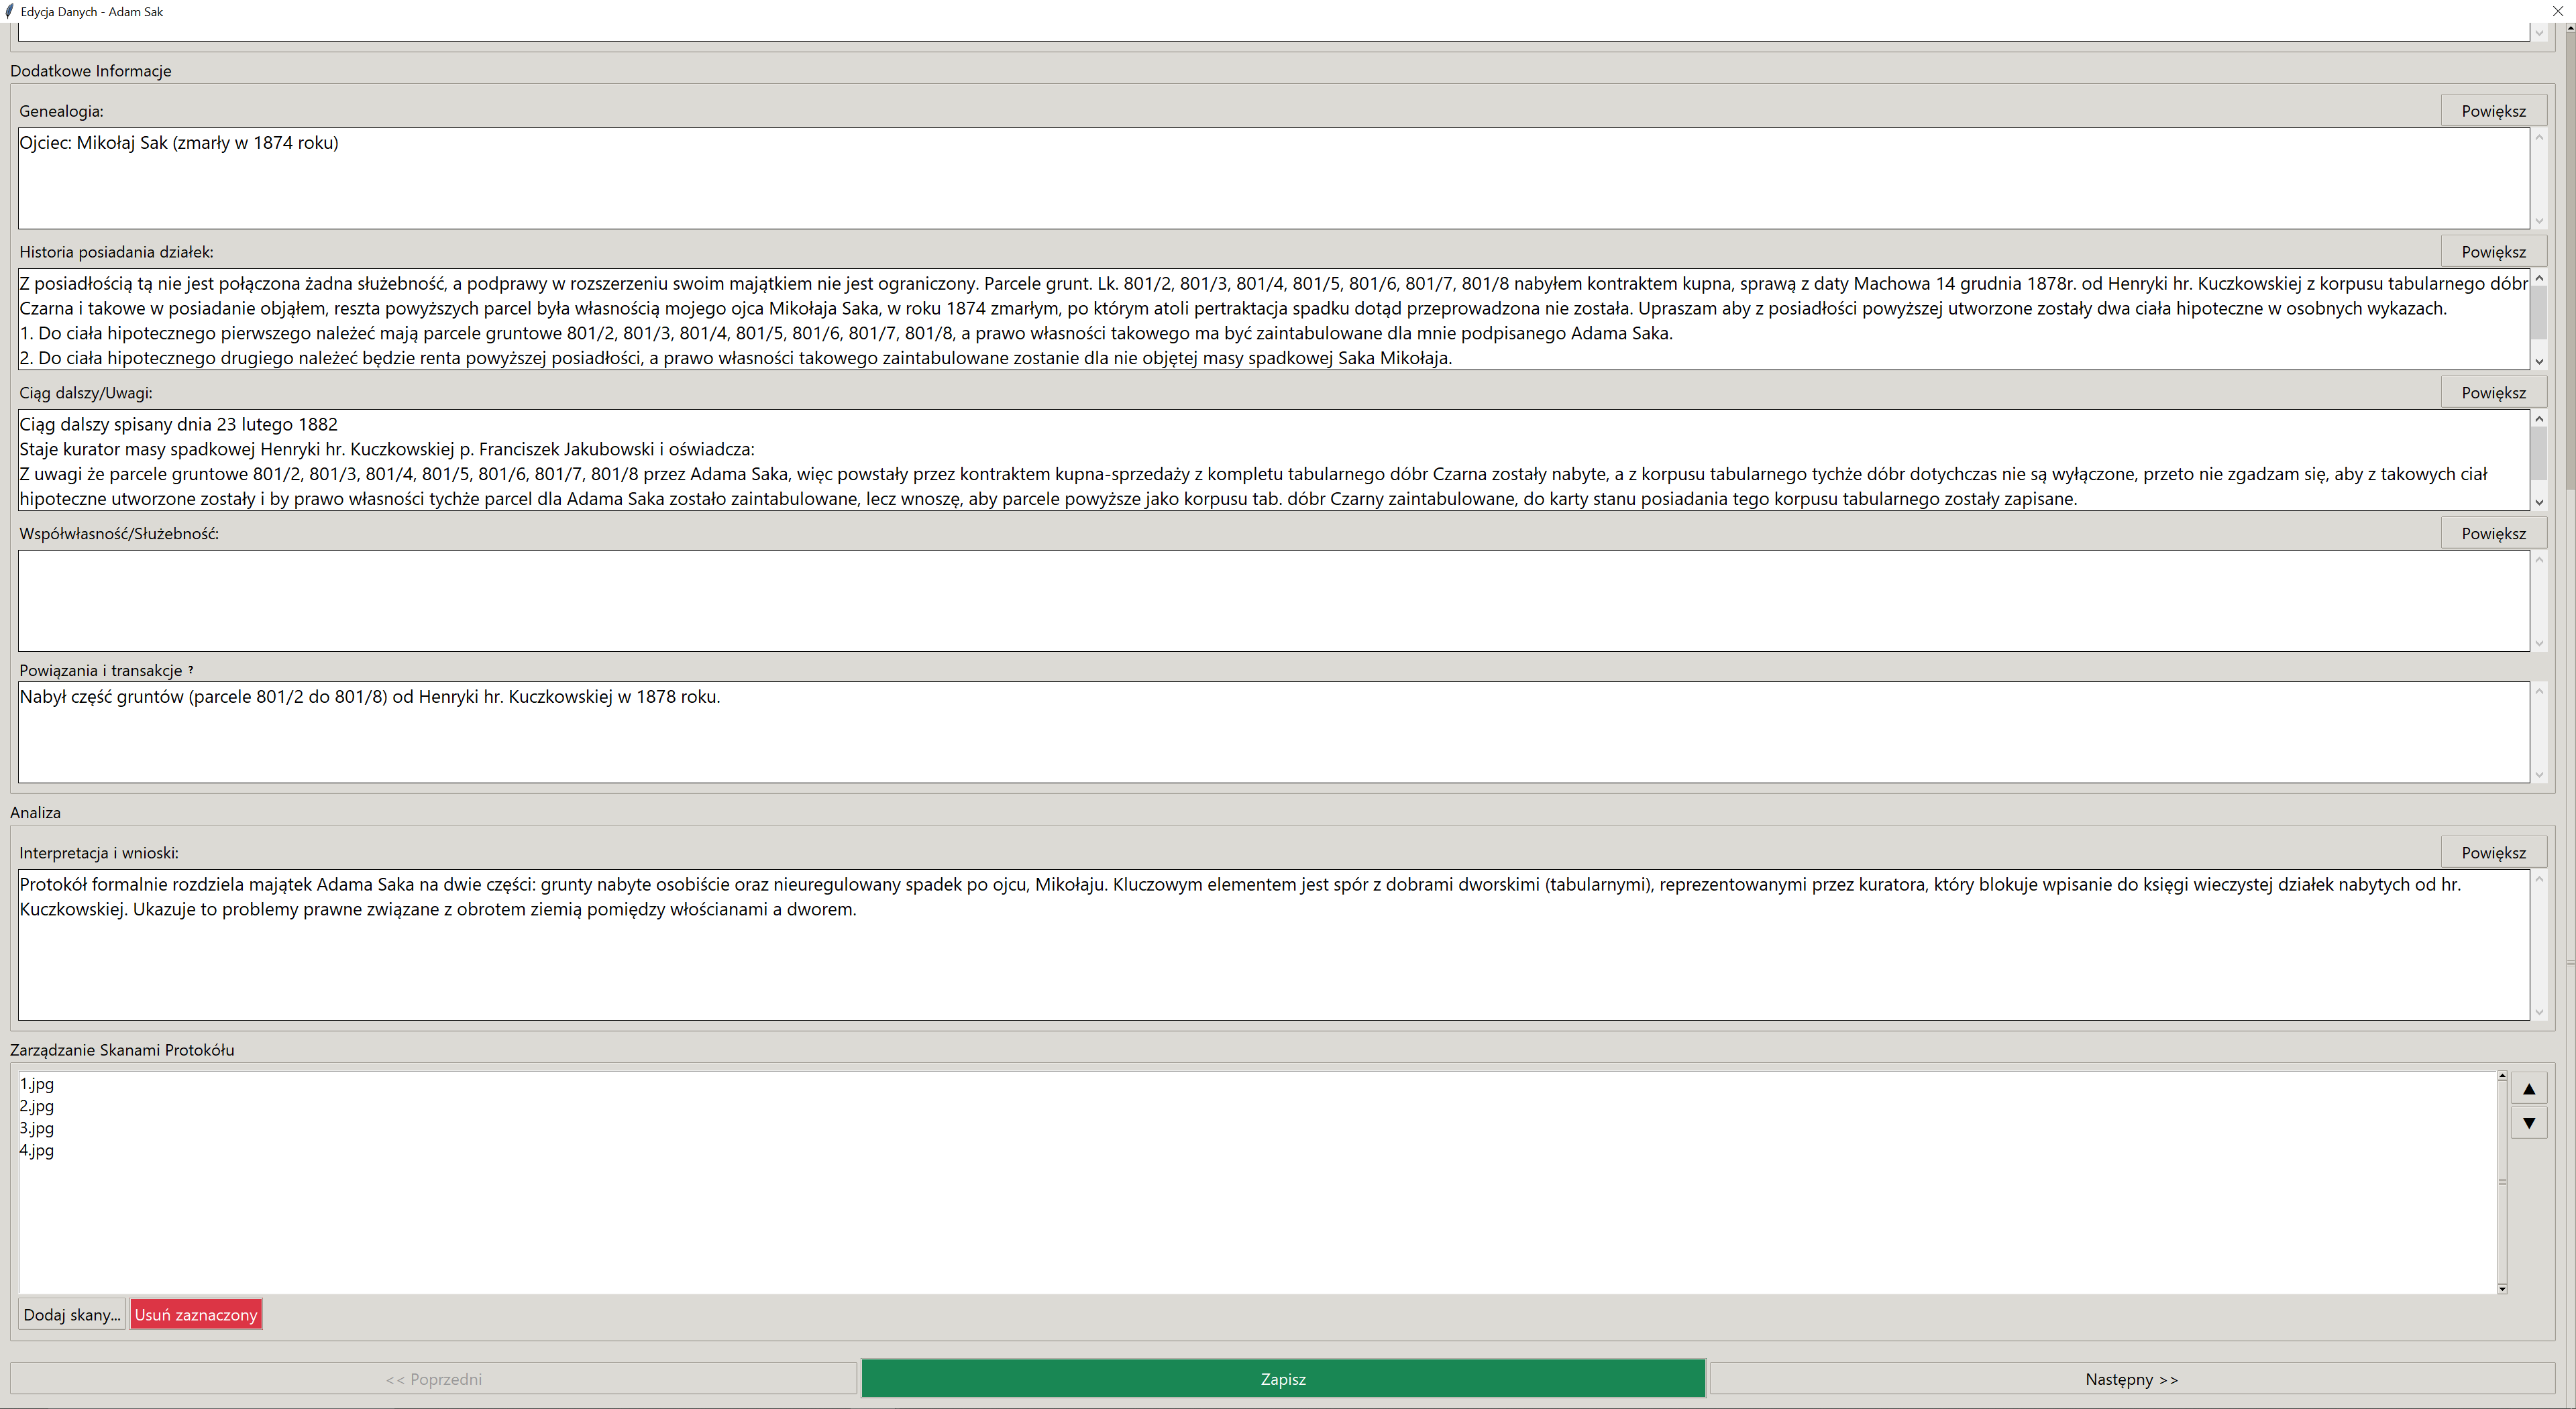 Edycja Danych - Adam Sak
Dodatkowe Informacje
Genealogia:
Powiększ
Ojciec: Mikołaj Sak (zmarły w 1874 roku)
Historia posiadania działek:
Powiększ
Z posiadłością tą nie jest połączona żadna służebność, a podprawy w rozszerzeniu swoim majątkiem nie jest ograniczony. Parcele grunt. Lk. 801/2, 801/3, 801/4, 801/5, 801/6, 801/7, 801/8 nabyłem kontraktem kupna, sprawą z daty Machowa 14 grudnia 1878r. od Henryki hr. Kuczkowskiej z korpusu tabularnego dóbr
Czarna i takowe w posiadanie objąłem, reszta powyższych parcel była własnością mojego ojca Mikołaja Saka, w roku 1874 zmarłym, po którym atoli pertraktacja spadku dotąd przeprowadzona nie została. Upraszam aby z posiadłości powyższej utworzone zostały dwa ciała hipoteczne w osobnych wykazach.
1. Do ciała hipotecznego pierwszego należeć mają parcele gruntowe 801/2, 801/3, 801/4, 801/5, 801/6, 801/7, 801/8, a prawo własności takowego ma być zaintabulowane dla mnie podpisanego Adama Saka.
2. Do ciała hipotecznego drugiego należeć będzie renta powyższej posiadłości, a prawo własności takowego zaintabulowane zostanie dla nie objętej masy spadkowej Saka Mikołaja.
Ciąg dalszy/Uwagi:
Powiększ
Ciąg dalszy spisany dnia 23 lutego 1882
Staje kurator masy spadkowej Henryki hr. Kuczkowskiej p. Franciszek Jakubowski i oświadcza:
Z uwagi że parcele gruntowe 801/2, 801/3, 801/4, 801/5, 801/6, 801/7, 801/8 przez Adama Saka, więc powstały przez kontraktem kupna-sprzedaży z kompletu tabularnego dóbr Czarna zostały nabyte, a z korpusu tabularnego tychże dóbr dotychczas nie są wyłączone, przeto nie zgadzam się, aby z takowych ciał
hipoteczne utworzone zostały i by prawo własności tychże parcel dla Adama Saka zostało zaintabulowane, lecz wnoszę, aby parcele powyższe jako korpusu tab. dóbr Czarny zaintabulowane, do karty stanu posiadania tego korpusu tabularnego zostały zapisane.
Współwłasność/Służebność:
Powiększ
Powiązania i transakcje ?
Nabył część gruntów (parcele 801/2 do 801/8) od Henryki hr. Kuczkowskiej w 1878 roku.
Analiza
Interpretacja i wnioski:
Powiększ
Protokół formalnie rozdziela majątek Adama Saka na dwie części: grunty nabyte osobiście oraz nieuregulowany spadek po ojcu, Mikołaju. Kluczowym elementem jest spór z dobrami dworskimi (tabularnymi), reprezentowanymi przez kuratora, który blokuje wpisanie do księgi wieczystej działek nabytych od hr.
Kuczkowskiej. Ukazuje to problemy prawne związane z obrotem ziemią pomiędzy włościanami a dworem.
Zarządzanie Skanami Protokółu
1.jpg
2.jpg
3.jpg
4.jpg
▲
▼
Dodaj skany...
Usuń zaznaczony
<< Poprzedni
Zapisz
Następny >>